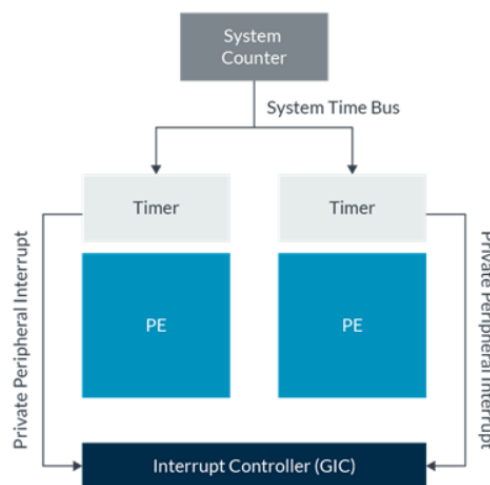 System
Counter
System Time Bus
Timer
Timer
Private Peripheral Interrupt
PE
PE
Private Peripheral Interrupt
Interrupt Controller (GIC)